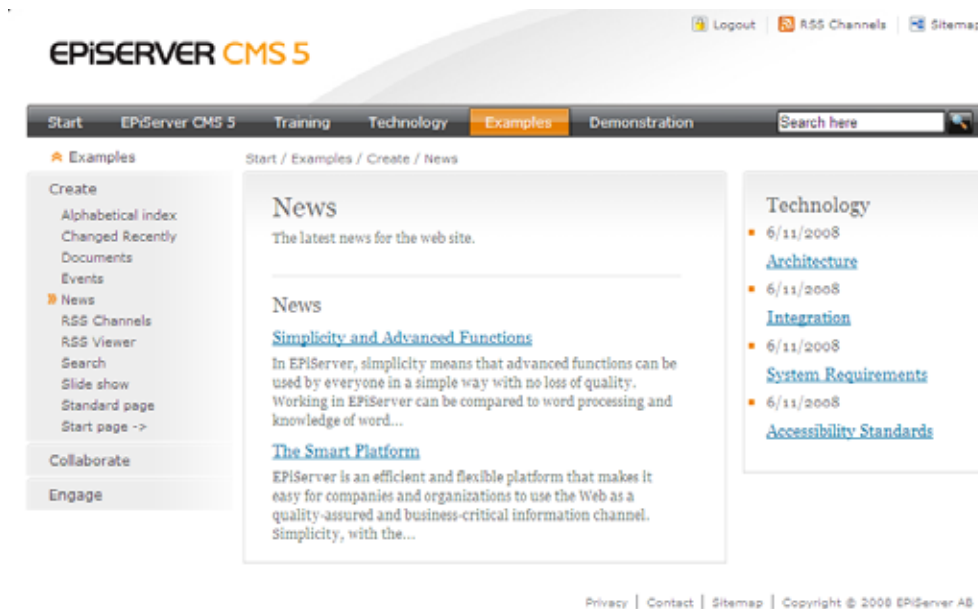 Logout RSS Channels Sitemap
EPiSERVER CMS 5
Start EPiServer CMS 5 Training Technology Examples Demonstration Search here
Examples
Create
Alphabetical index
Changed Recently
Documents
Events
News
RSS Channels
RSS Viewer
Search
Slide show
Standard page
Start page ->
Collaborate
Engage
Start / Examples / Create / News
News
The latest news for the web site.
News
Simplicity and Advanced Functions
In EPiServer, simplicity means that advanced functions can be
used by everyone in a simple way with no loss of quality.
Working in EPiServer can be compared to word processing and
knowledge of word...
The Smart Platform
EPiServer is an efficient and flexible platform that makes it
easy for companies and organizations to use the Web as a
quality-assured and business-critical information channel.
Simplicity, with the...
Technology
6/11/2008
Architecture
6/11/2008
Integration
6/11/2008
System Requirements
6/11/2008
Accessibility Standards
Privacy | Contact | Sitemap | Copyright © 2008 EPiServer AB